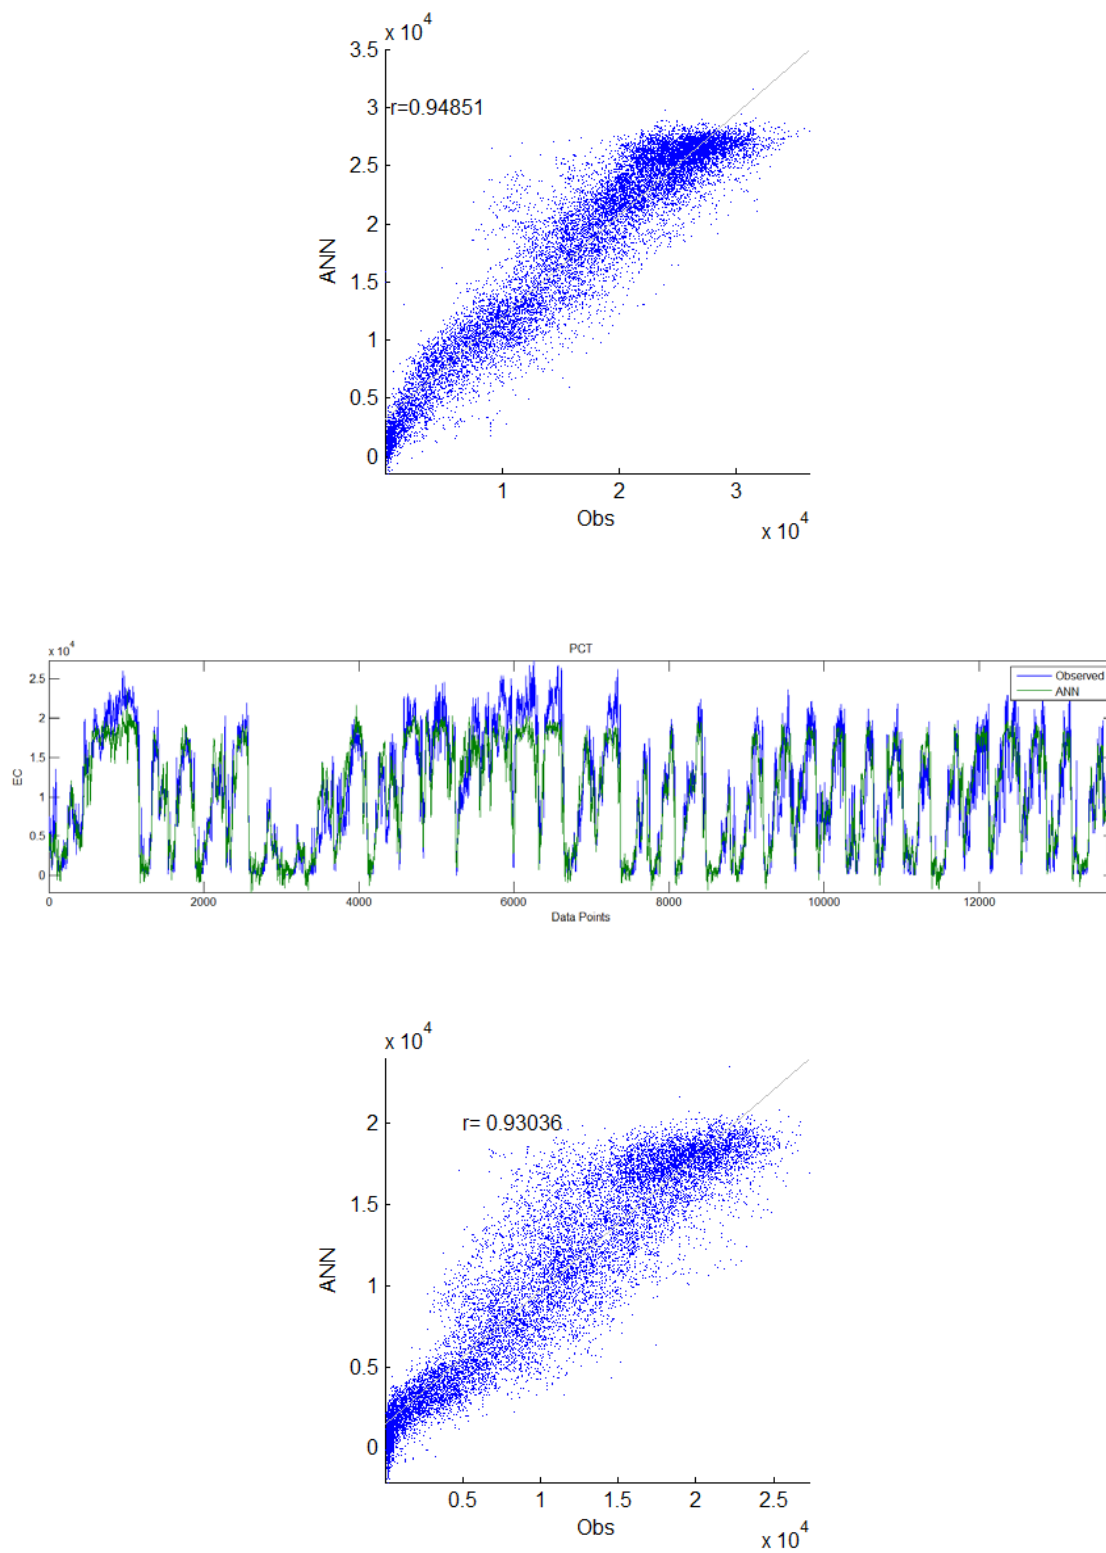 x 10^4
3.5
r=0.94851
3
2.5
2
1.5
1
0.5
0
ANN
1 2 3
Obs
x 10^4
x 10^4
PCT
Observed
ANN
2.5
2
1.5
1
0.5
0
EC
0 2000 4000 6000 8000 10000 12000
Data Points
x 10^4
r= 0.93036
2
1.5
1
0.5
0
ANN
0.5 1 1.5 2 2.5
Obs
x 10^4